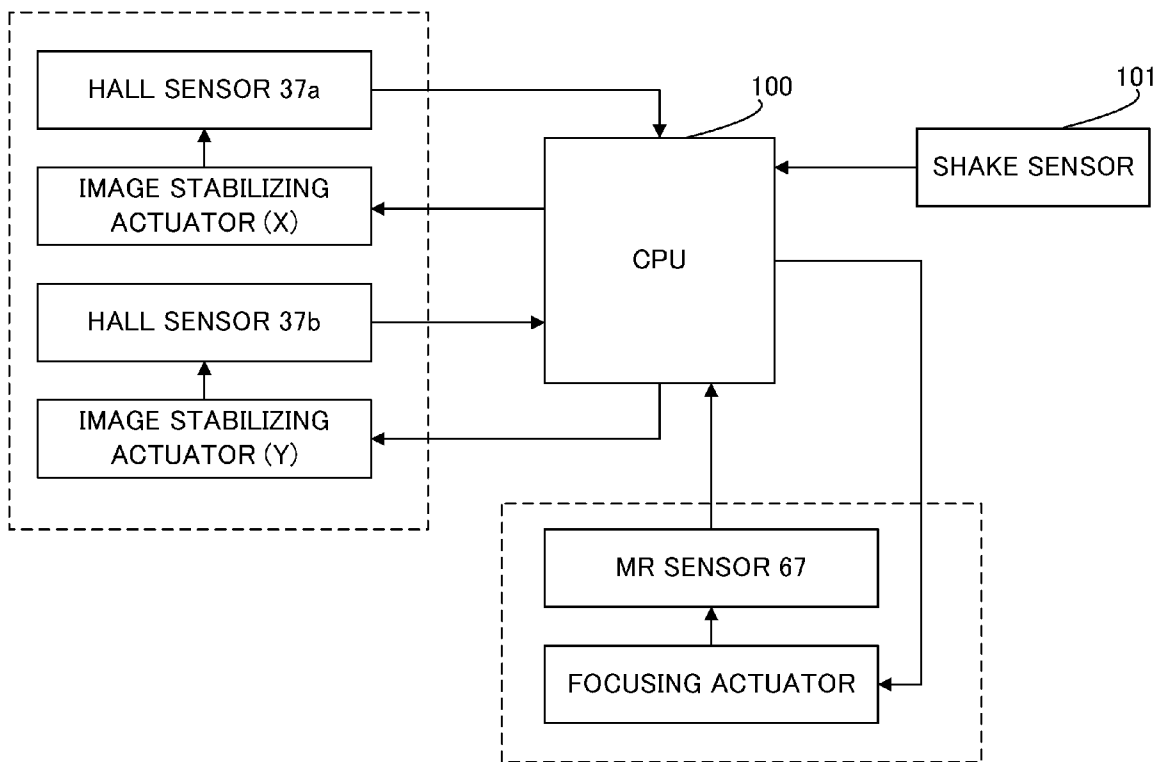 HALL SENSOR 37a
IMAGE STABILIZING
ACTUATOR (X)
HALL SENSOR 37b
IMAGE STABILIZING
ACTUATOR (Y)
100
CPU
101
SHAKE SENSOR
MR SENSOR 67
FOCUSING ACTUATOR